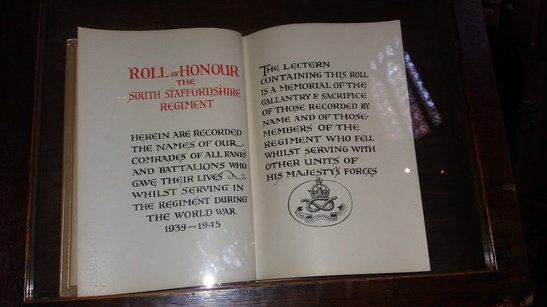 ROLL OF HONOUR
THE
SOUTH STAFFORDSHIRE
REGIMENT
HEREIN ARE RECORDED
THE NAMES OF OUR
COMRADES OF ALL RANKS
AND BATTALIONS WHO
GAVE THEIR LIVES
WHILST SERVING IN
THE REGIMENT DURING
THE WORLD WAR
1939-1945
THE LECTERN
CONTAINING THIS ROLL
IS A MEMORIAL OF THE
GALLANTRY & SACRIFICE
OF THOSE RECORDED BY
NAME AND OF THOSE
MEMBERS OF THE
REGIMENT WHO FELL
WHILST SERVING WITH
OTHER UNITS OF
HIS MAJESTY'S FORCES